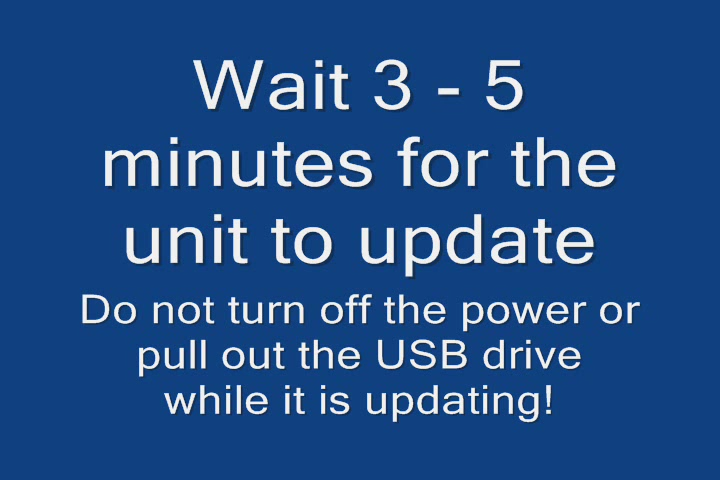 Wait 3 - 5
minutes for the
unit to update
Do not turn off the power or
pull out the USB drive
while it is updating!